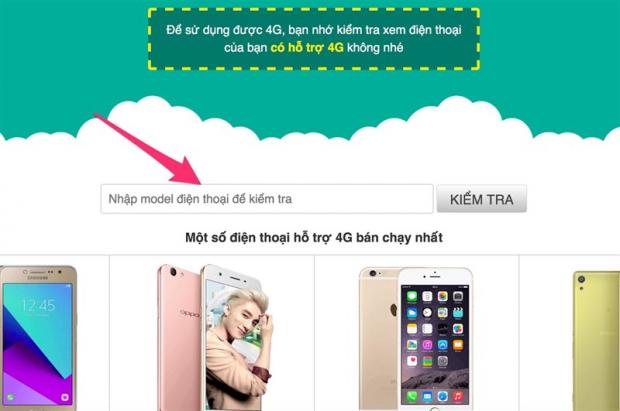 Để sử dụng được 4G, bạn nhớ kiểm tra xem điện thoại
của bạn có hỗ trợ 4G không nhé
Nhập model điện thoại để kiểm tra
KIỂM TRA
Một số điện thoại hỗ trợ 4G bán chạy nhất
SAMSUNG
12:45
oppo